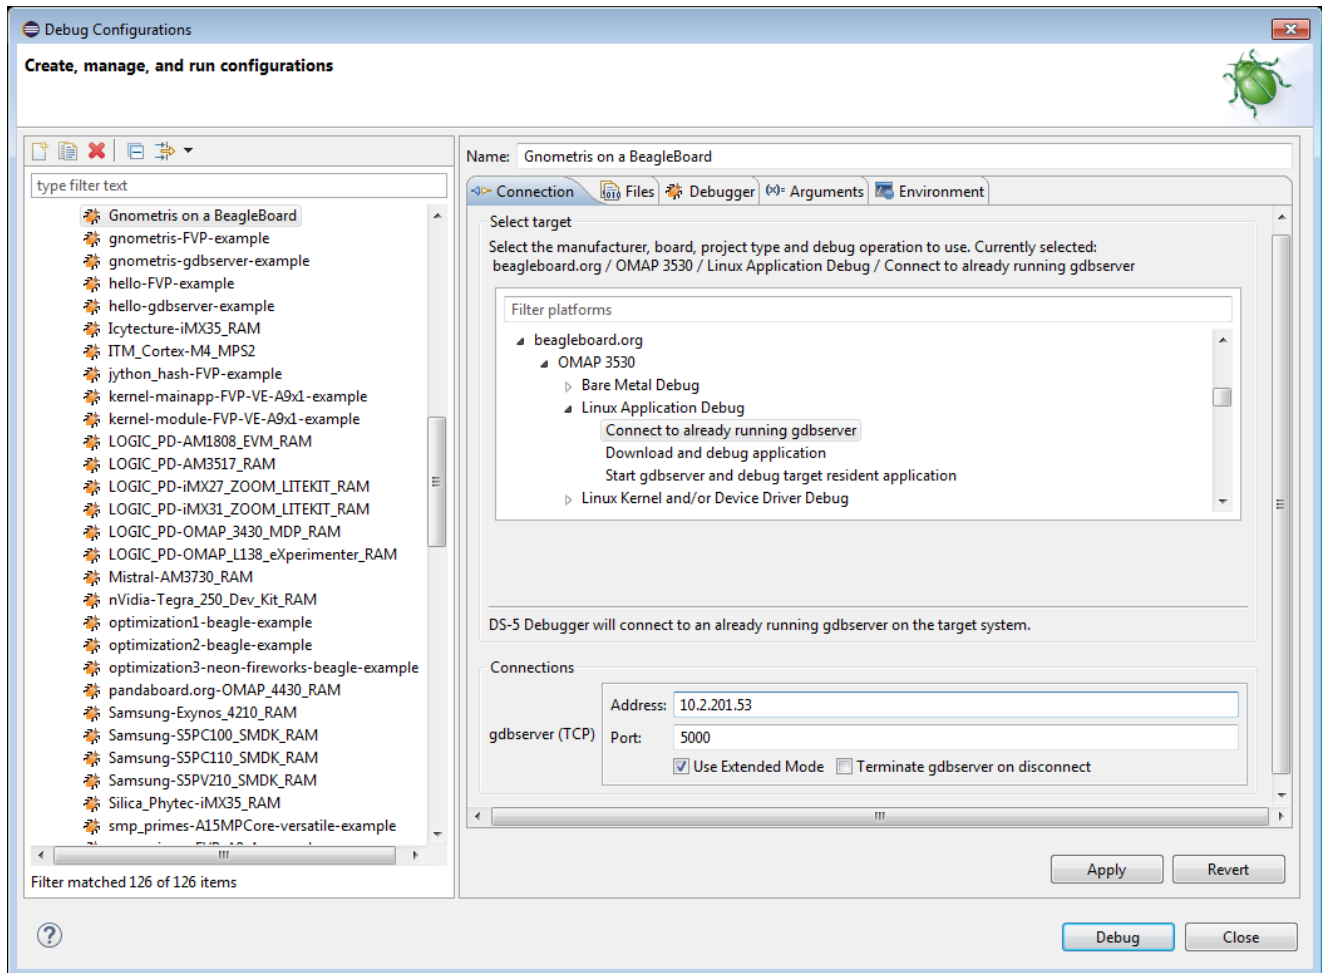 Debug Configurations
Create, manage, and run configurations
type filter text
Gnometris on a BeagleBoard
gnometris-FVP-example
gnometris-gdbserver-example
hello-FVP-example
hello-gdbserver-example
Icytecture-iMX35_RAM
ITM_Cortex-M4_MPS2
jython_hash-FVP-example
kernel-mainapp-FVP-VE-A9x1-example
kernel-module-FVP-VE-A9x1-example
LOGIC_PD-AM1808_EVM_RAM
LOGIC_PD-AM3517_RAM
LOGIC_PD-iMX27_ZOOM_LITEKIT_RAM
LOGIC_PD-iMX31_ZOOM_LITEKIT_RAM
LOGIC_PD-OMAP_3430_MDP_RAM
LOGIC_PD-OMAP_L138_eXperimenter_RAM
Mistral-AM3730_RAM
nVidia-Tegra_250_Dev_Kit_RAM
optimization1-beagle-example
optimization2-beagle-example
optimization3-neon-fireworks-beagle-example
pandaboard.org-OMAP_4430_RAM
Samsung-Exynos_4210_RAM
Samsung-S5PC100_SMDK_RAM
Samsung-S5PC110_SMDK_RAM
Samsung-S5PV210_SMDK_RAM
Silica_Phytec-iMX35_RAM
smp_primes-A15MPCore-versatile-example
Filter matched 126 of 126 items
Name: Gnometris on a BeagleBoard
Connection Files Debugger Arguments Environment
Select target
Select the manufacturer, board, project type and debug operation to use. Currently selected:
beagleboard.org / OMAP 3530 / Linux Application Debug / Connect to already running gdbserver
Filter platforms
beagleboard.org
OMAP 3530
Bare Metal Debug
Linux Application Debug
Connect to already running gdbserver
Download and debug application
Start gdbserver and debug target resident application
Linux Kernel and/or Device Driver Debug
DS-5 Debugger will connect to an already running gdbserver on the target system.
Connections
gdbserver (TCP)
Address: 10.2.201.53
Port: 5000
Use Extended Mode Terminate gdbserver on disconnect
Apply Revert
Debug Close